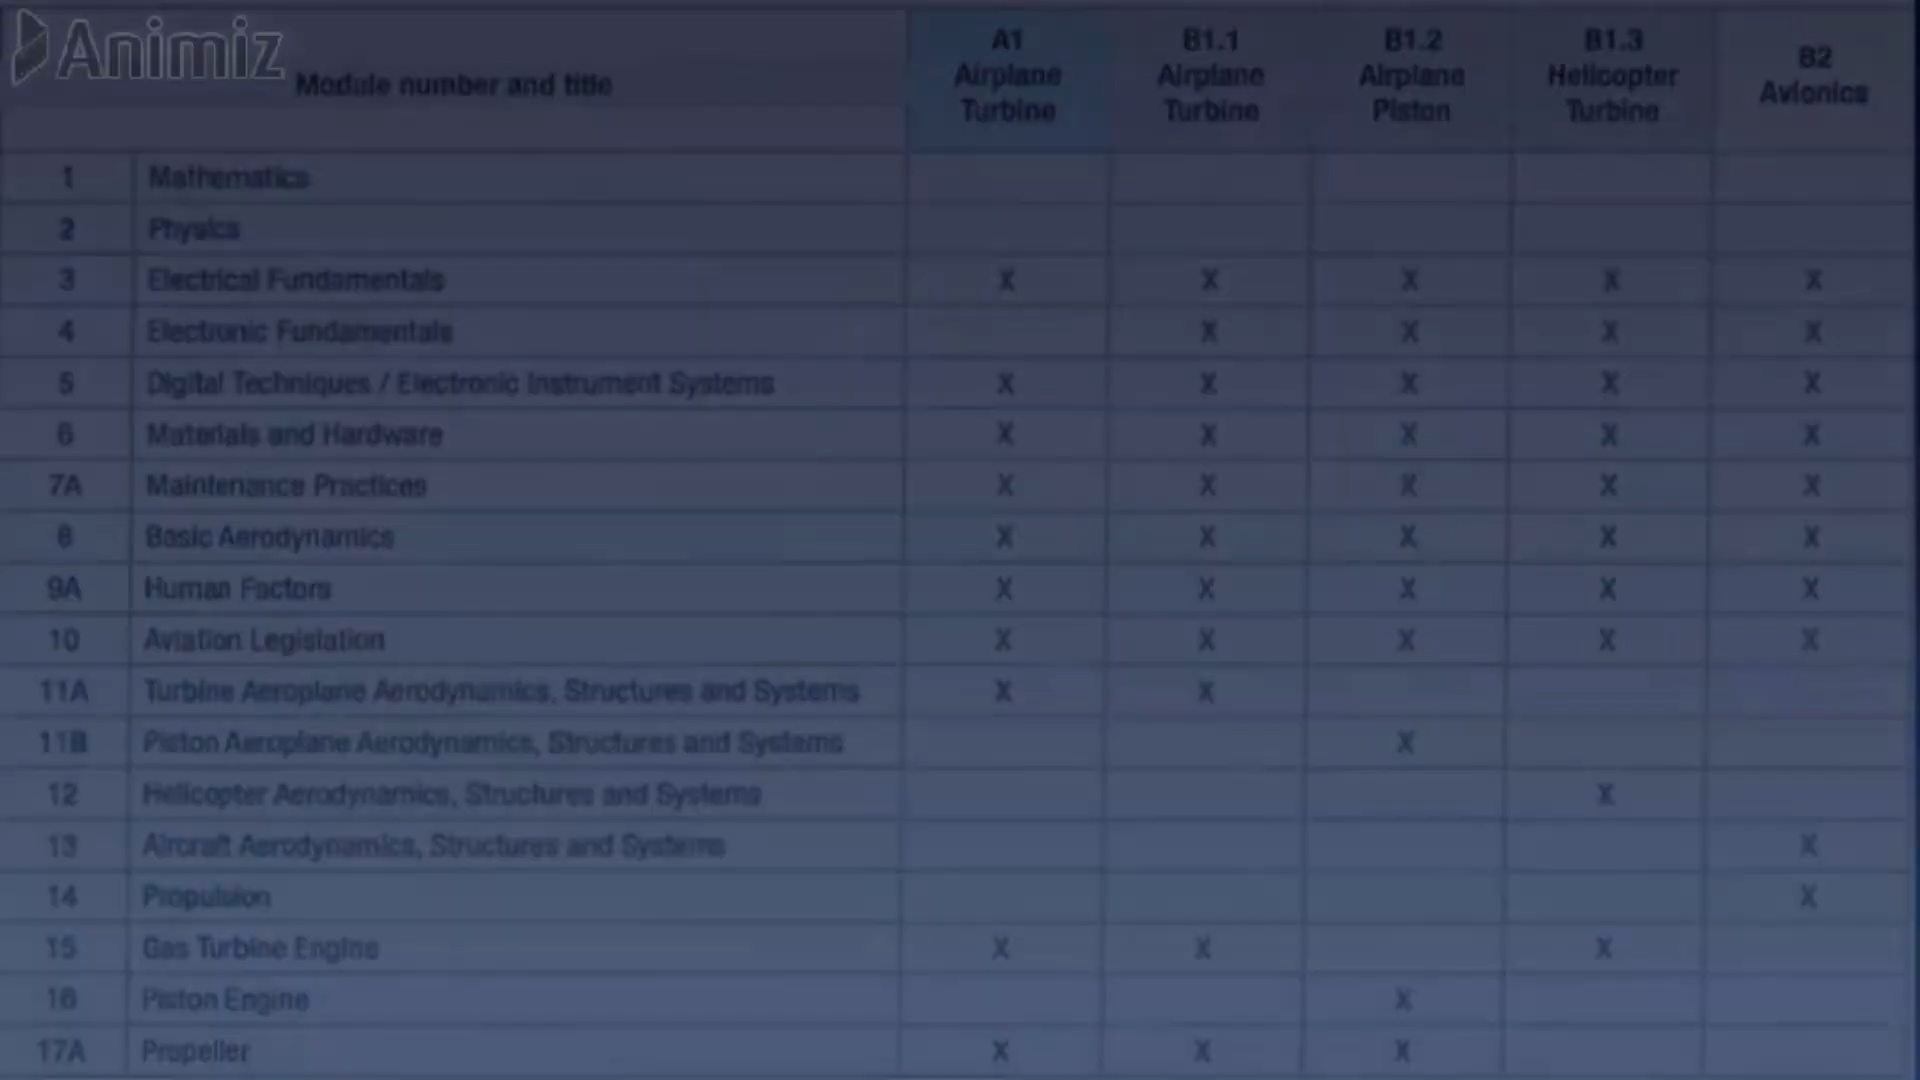 Animiz
Module number and title
A1 Airplane Turbine
B1.1 Airplane Turbine
B1.2 Airplane Piston
B1.3 Helicopter Turbine
B2 Avionics
1 Mathematics
2 Physics
3 Electrical Fundamentals X X X X X
4 Electronic Fundamentals X X X X
5 Digital Techniques / Electronic Instrument Systems X X X X X
6 Materials and Hardware X X X X X
7A Maintenance Practices X X X X X
8 Basic Aerodynamics X X X X X
9A Human Factors X X X X X
10 Aviation Legislation X X X X X
11A Turbine Aeroplane Aerodynamics, Structures and Systems X X
11B Piston Aeroplane Aerodynamics, Structures and Systems X
12 Helicopter Aerodynamics, Structures and Systems X
13 Aircraft Aerodynamics, Structures and Systems X
14 Propulsion X
15 Gas Turbine Engine X X X
16 Piston Engine X
17A Propeller X X X